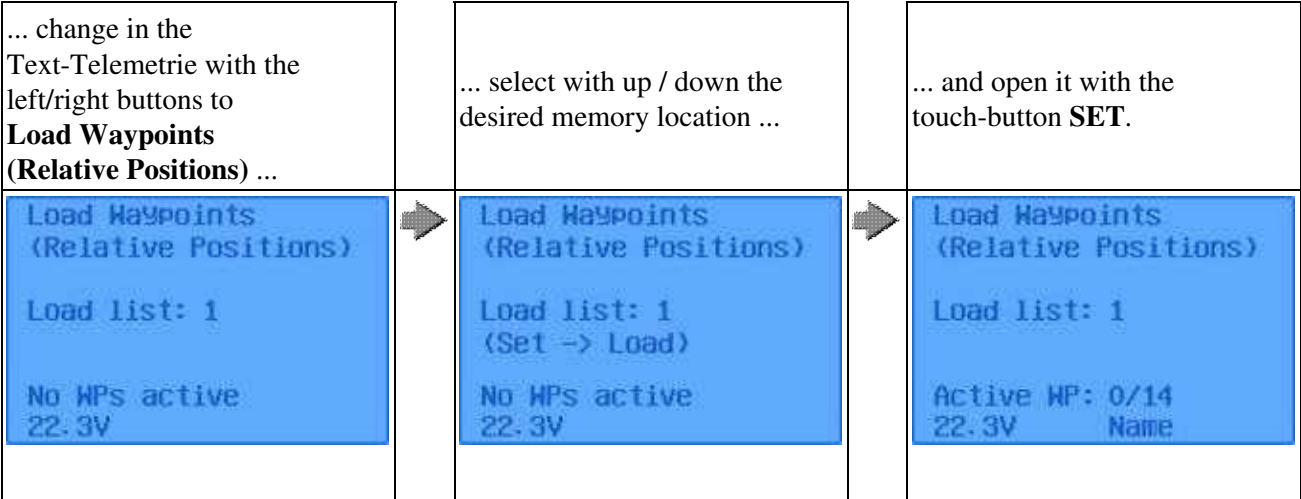 ... change in the
Text-Telemetrie with the
left/right buttons to
Load Waypoints
(Relative Positions) ...
... select with up / down the
desired memory location ...
... and open it with the
touch-button SET.
Load Waypoints
(Relative Positions)
Load list: 1
No WPs active
22.3V
Load Waypoints
(Relative Positions)
Load list: 1
(Set -> Load)
No WPs active
22.3V
Load Waypoints
(Relative Positions)
Load list: 1
Active WP: 0/14
22.3V Name